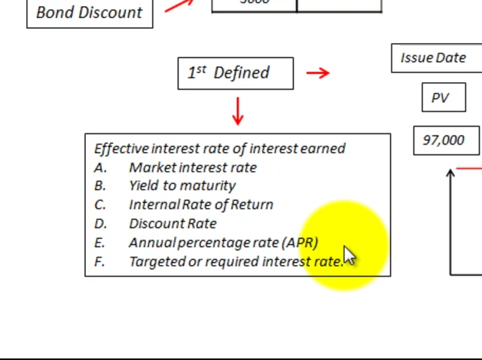 3000
Bond Discount
1st Defined
Issue Date
PV
97,000
Effective interest rate of interest earned
A. Market interest rate
B. Yield to maturity
C. Internal Rate of Return
D. Discount Rate
E. Annual percentage rate (APR)
F. Targeted or required interest rate.